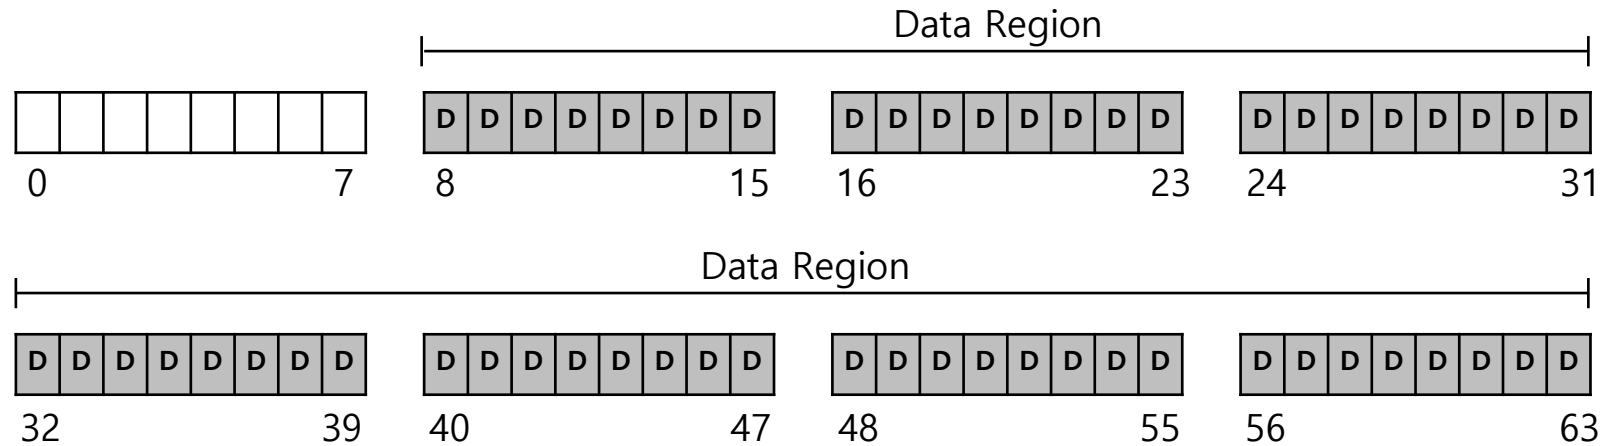 Data Region
D D D D D D D D D D D D D D D D D D D D D D D D
0 7 8 15 16 23 24 31
Data Region
D D D D D D D D D D D D D D D D D D D D D D D D D D D D D D D D
32 39 40 47 48 55 56 63